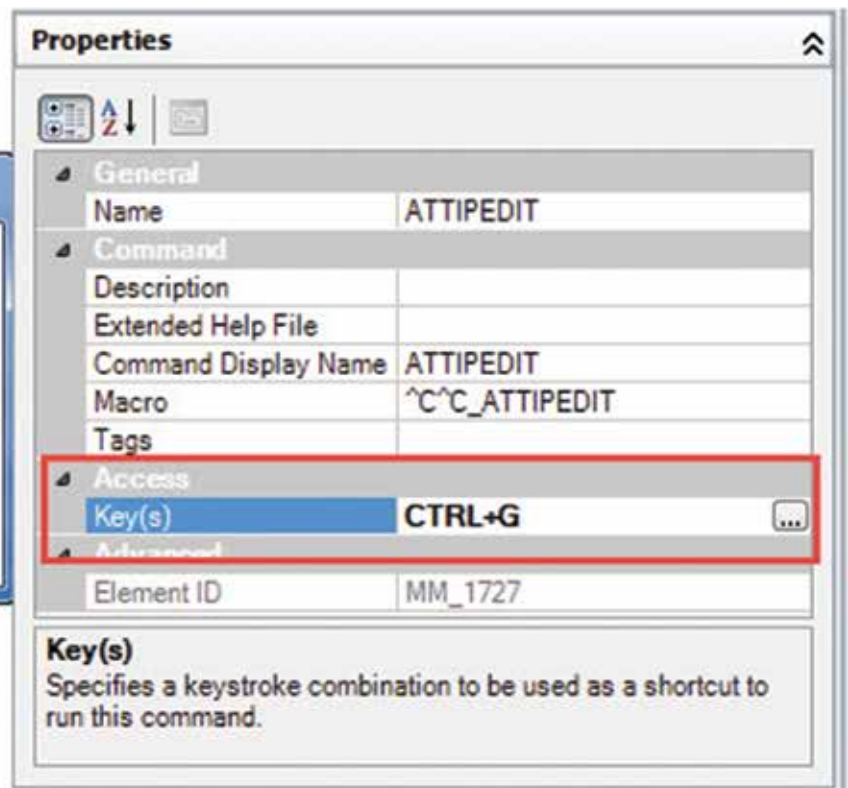 Properties
A
Z
General
Name ATTIPEDIT
Command
Description
Extended Help File
Command Display Name ATTIPEDIT
Macro ^C^C_ATTIPEDIT
Tags
Access
Key(s) CTRL+G ...
Advanced
Element ID MM_1727
Key(s)
Specifies a keystroke combination to be used as a shortcut to
run this command.